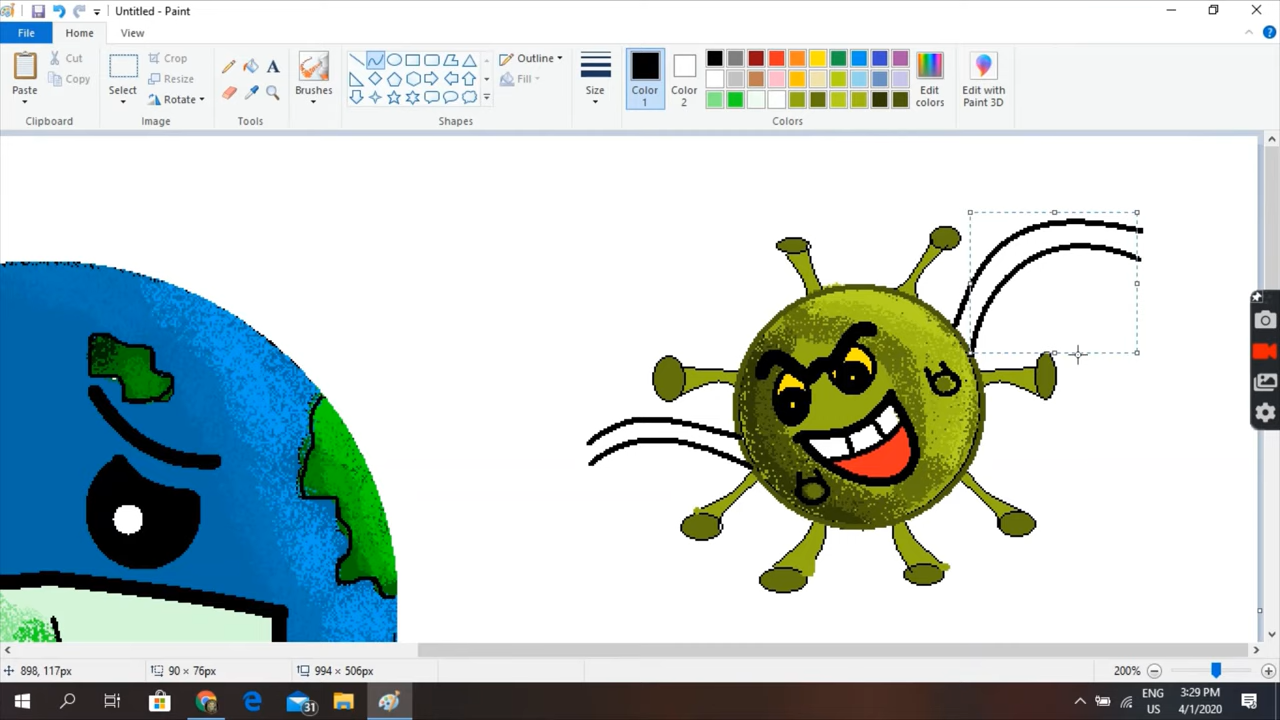 Untitled - Paint
File Home View
Paste
Cut
Copy
Clipboard
Select
Crop
Resize
Rotate
Image
A
Tools
Brushes
Outline
Fill
Shapes
Size
Color 1
Color 2
Edit colors
Colors
Edit with Paint 3D
898, 117px
90 × 76px
994 × 506px
200%
31
ENG
US
3:29 PM
4/1/2020